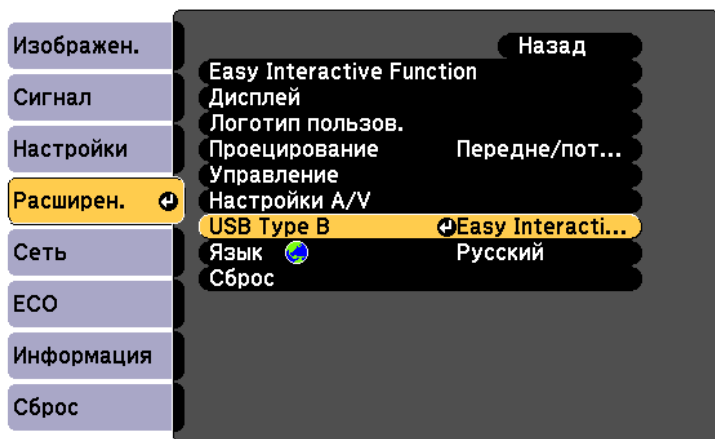 Изображен.
Сигнал
Настройки
Расширен.
Сеть
ECO
Информация
Сброс
Назад
Easy Interactive Function
Дисплей
Логотип пользов.
Проецирование Передне/пот...
Управление
Настройки A/V
USB Type B Easy Interacti...
Язык Русский
Сброс